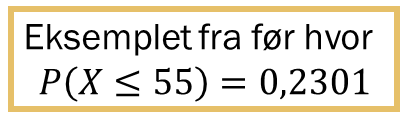 Eksemplet fra før hvor
P(X ≤ 55) = 0,2301